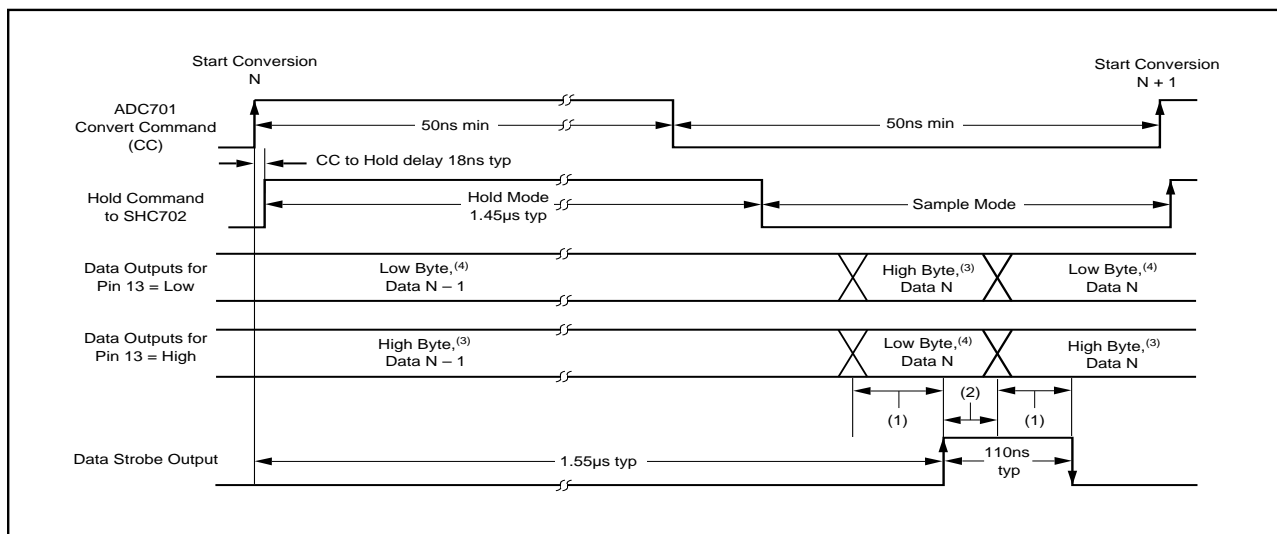 Start Conversion
N
Start Conversion
N + 1
ADC701
Convert Command
(CC)
50ns min
50ns min
CC to Hold delay 18ns typ
Hold Command
to SHC702
Hold Mode
1.45µs typ
Sample Mode
Data Outputs for
Pin 13 = Low
Low Byte,(4)
Data N – 1
High Byte,(3)
Data N
Low Byte,(4)
Data N
Data Outputs for
Pin 13 = High
High Byte,(3)
Data N – 1
Low Byte,(4)
Data N
High Byte,(3)
Data N
(1)
(2)
(1)
Data Strobe Output
1.55µs typ
110ns
typ